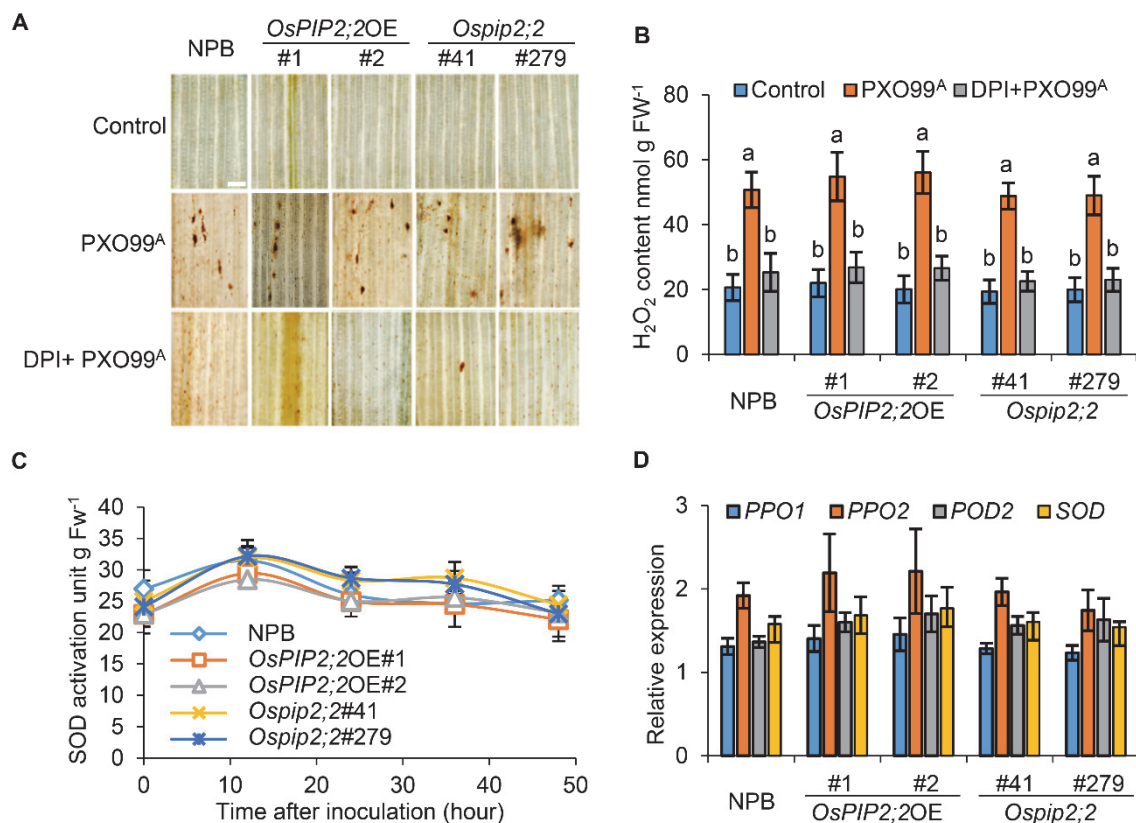 A
NPB
OsPIP2;2OE
#1 #2
Ospip2;2
#41 #279
Control
PXO99ᴬ
DPI+ PXO99ᴬ
B
Control PXO99ᴬ DPI+PXO99ᴬ
H₂O₂ content nmol g FW⁻¹
80
60
40
20
0
a a a a a
b b b b b b b b b b
NPB
#1 #2
OsPIP2;2OE
#41 #279
Ospip2;2
C
SOD activation unit g Fw⁻¹
40
35
30
25
20
15
10
5
0
NPB
OsPIP2;2OE#1
OsPIP2;2OE#2
Ospip2;2#41
Ospip2;2#279
0 10 20 30 40 50
Time after inoculation (hour)
D
PPO1 PPO2 POD2 SOD
Relative expression
3
2
1
0
NPB
#1 #2
OsPIP2;2OE
#41 #279
Ospip2;2